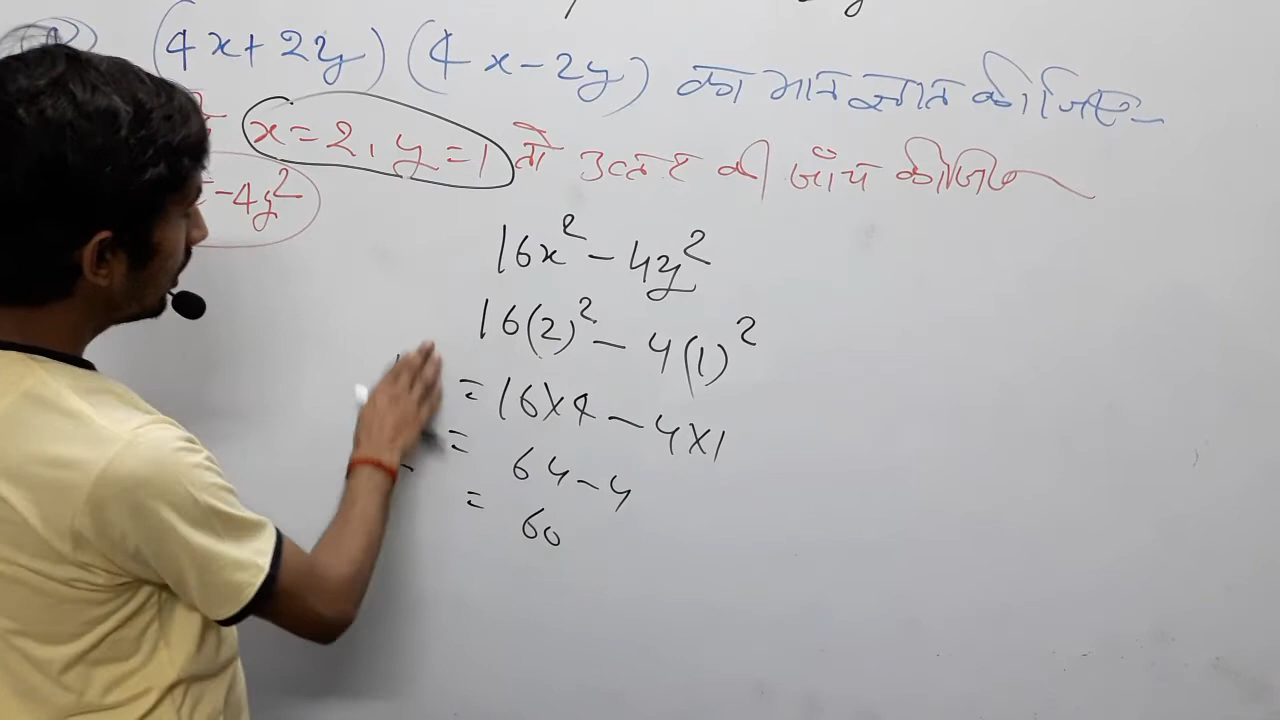 (4x+2y) (4x-2y) का मान ज्ञात कीजिए
x=2, y=1 तो उत्तर की जाँच कीजिए
-4y²
16x² - 4y²
16(2)² - 4(1)²
= 16×4 - 4×1
= 64-4
= 60